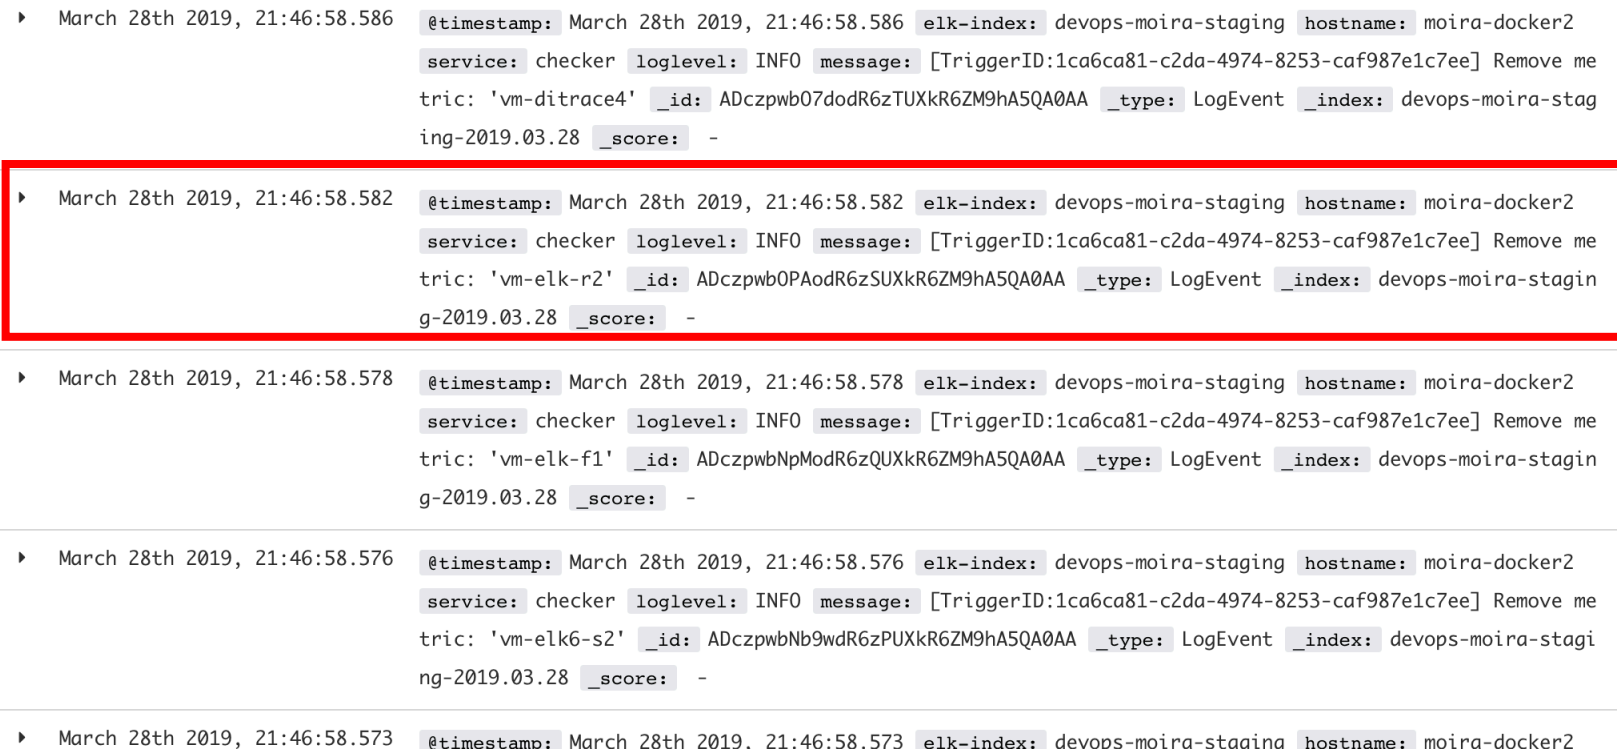 March 28th 2019, 21:46:58.586 @timestamp: March 28th 2019, 21:46:58.586 elk-index: devops-moira-staging hostname: moira-docker2
service: checker loglevel: INFO message: [TriggerID:1ca6ca81-c2da-4974-8253-caf987e1c7ee] Remove me
tric: 'vm-ditrace4' _id: ADczpwbO7dodR6zTUXkR6ZM9hA5QA0AA _type: LogEvent _index: devops-moira-stag
ing-2019.03.28 _score: -
March 28th 2019, 21:46:58.582 @timestamp: March 28th 2019, 21:46:58.582 elk-index: devops-moira-staging hostname: moira-docker2
service: checker loglevel: INFO message: [TriggerID:1ca6ca81-c2da-4974-8253-caf987e1c7ee] Remove me
tric: 'vm-elk-r2' _id: ADczpwbOPAodR6zSUXkR6ZM9hA5QA0AA _type: LogEvent _index: devops-moira-stagin
g-2019.03.28 _score: -
March 28th 2019, 21:46:58.578 @timestamp: March 28th 2019, 21:46:58.578 elk-index: devops-moira-staging hostname: moira-docker2
service: checker loglevel: INFO message: [TriggerID:1ca6ca81-c2da-4974-8253-caf987e1c7ee] Remove me
tric: 'vm-elk-f1' _id: ADczpwbNpModR6zQUXkR6ZM9hA5QA0AA _type: LogEvent _index: devops-moira-stagin
g-2019.03.28 _score: -
March 28th 2019, 21:46:58.576 @timestamp: March 28th 2019, 21:46:58.576 elk-index: devops-moira-staging hostname: moira-docker2
service: checker loglevel: INFO message: [TriggerID:1ca6ca81-c2da-4974-8253-caf987e1c7ee] Remove me
tric: 'vm-elk6-s2' _id: ADczpwbNb9wdR6zPUXkR6ZM9hA5QA0AA _type: LogEvent _index: devops-moira-stagi
ng-2019.03.28 _score: -
March 28th 2019, 21:46:58.573 @timestamp: March 28th 2019, 21:46:58.573 elk-index: devops-moira-staging hostname: moira-docker2